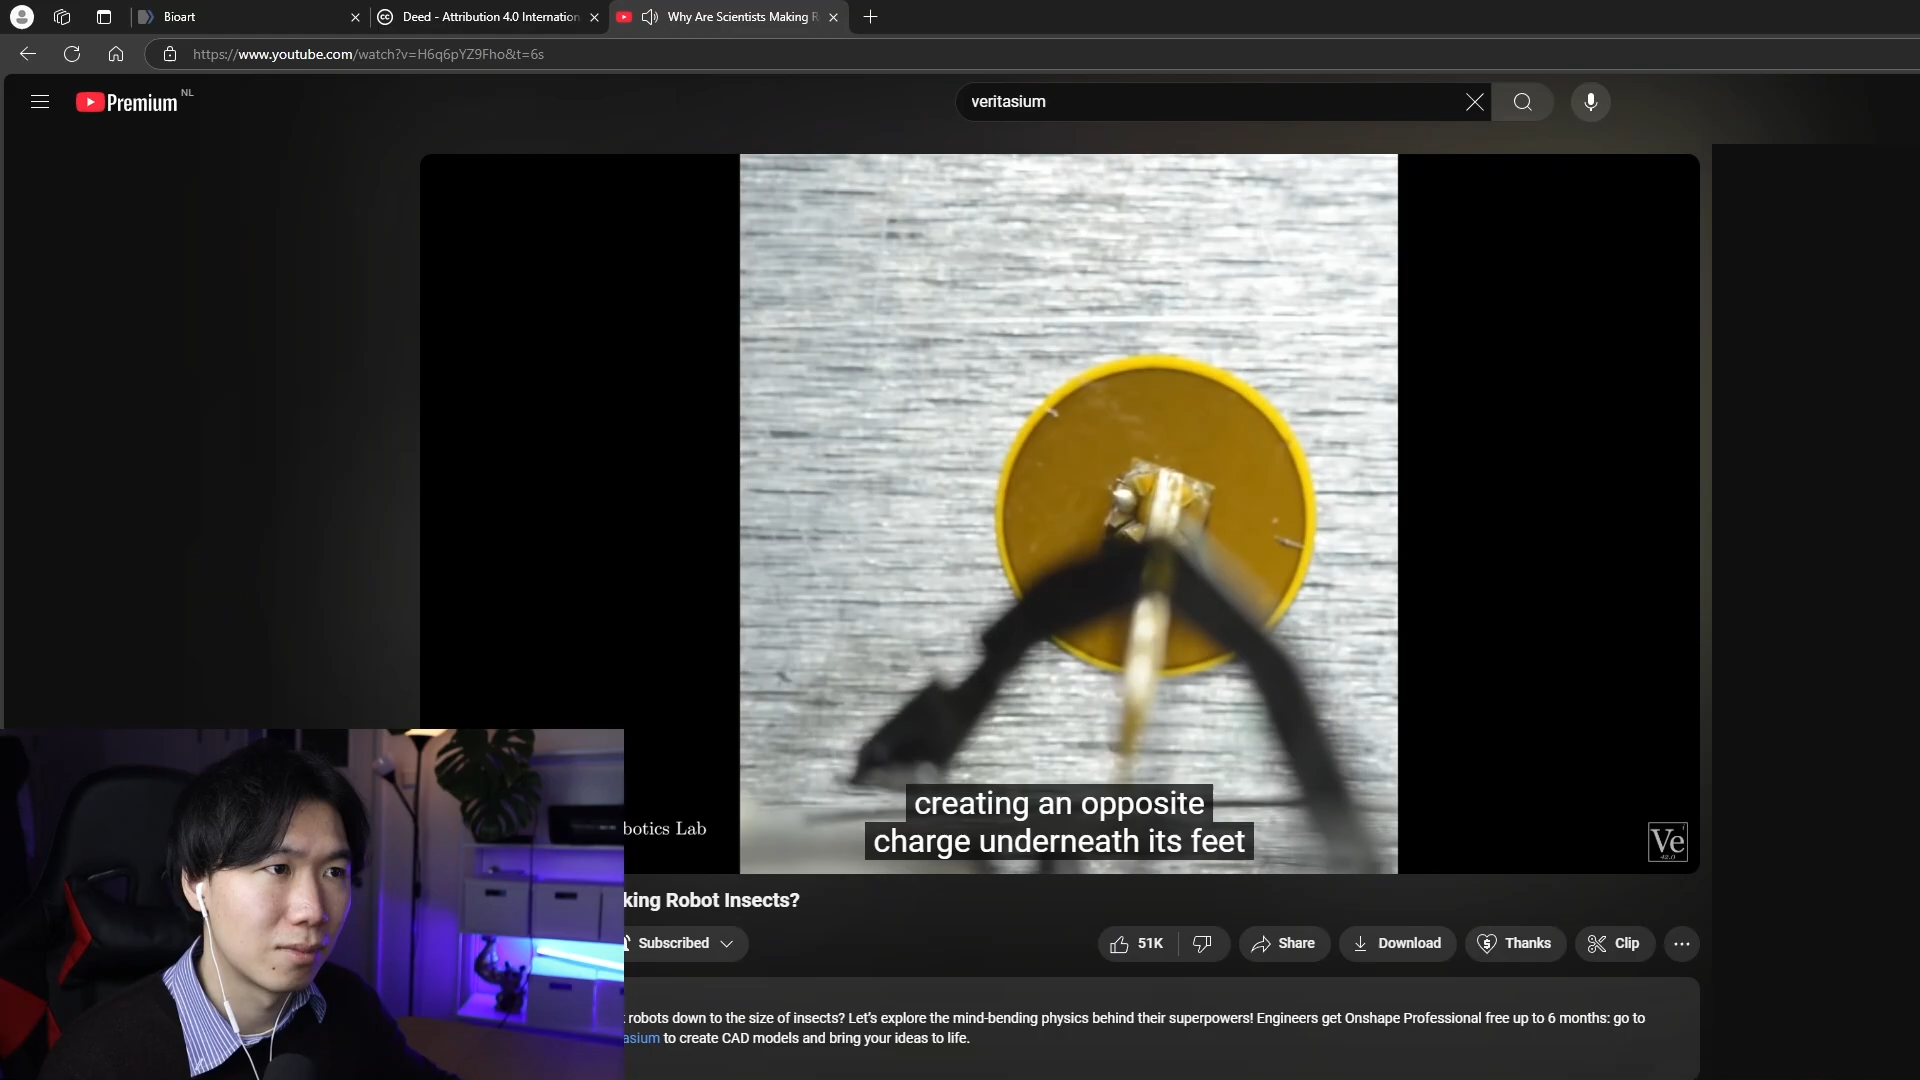 Bioart
Deed - Attribution 4.0 Internation
Why Are Scientists Making R
https://www.youtube.com/watch?v=H6q6pYZ9Fho&t=6s
Premium NL
veritasium
creating an opposite
charge underneath its feet
botics Lab
Ve
42.0
king Robot Insects?
Subscribed
51K
Share
Download
Thanks
Clip
robots down to the size of insects? Let's explore the mind-bending physics behind their superpowers! Engineers get Onshape Professional free up to 6 months: go to
asium to create CAD models and bring your ideas to life.